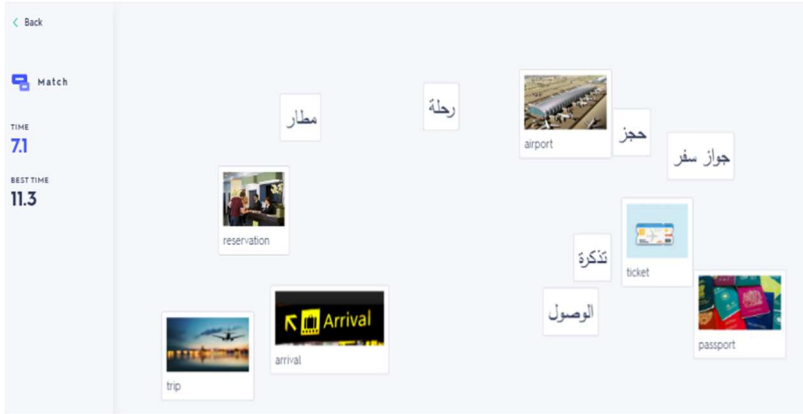 Back
Match
TIME
7.1
BEST TIME
11.3
مطار
رحلة
airport
حجز
جواز سفر
reservation
تذكرة
ticket
الوصول
Arrival
arrival
trip
passport